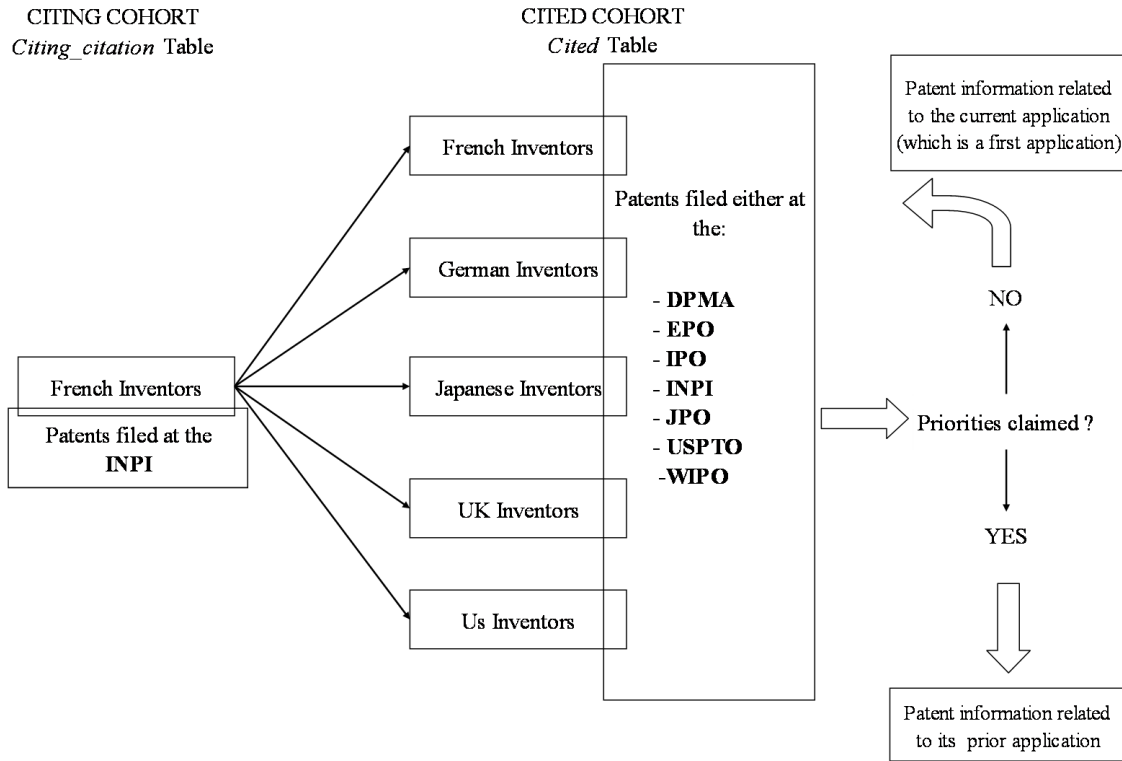 CITING COHORT
Citing_citation Table
CITED COHORT
Cited Table
French Inventors
Patents filed at the
INPI
French Inventors
German Inventors
Japanese Inventors
UK Inventors
Us Inventors
Patents filed either at
the:
- DPMA
- EPO
- IPO
- INPI
- JPO
- USPTO
-WIPO
Patent information related
to the current application
(which is a first application)
NO
Priorities claimed ?
YES
Patent information related
to its prior application